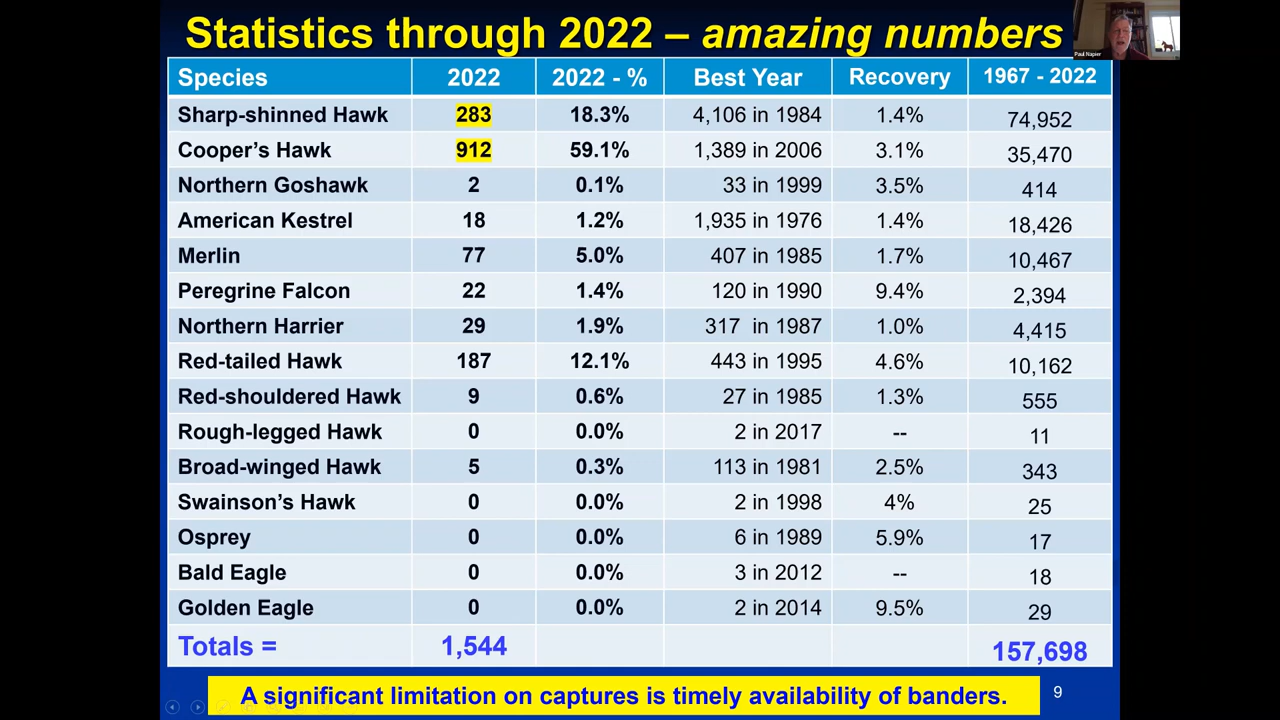 Statistics through 2022 – amazing numbers
Paul Napier
Species 2022 2022 - % Best Year Recovery 1967 - 2022
Sharp-shinned Hawk 283 18.3% 4,106 in 1984 1.4% 74,952
Cooper’s Hawk 912 59.1% 1,389 in 2006 3.1% 35,470
Northern Goshawk 2 0.1% 33 in 1999 3.5% 414
American Kestrel 18 1.2% 1,935 in 1976 1.4% 18,426
Merlin 77 5.0% 407 in 1985 1.7% 10,467
Peregrine Falcon 22 1.4% 120 in 1990 9.4% 2,394
Northern Harrier 29 1.9% 317 in 1987 1.0% 4,415
Red-tailed Hawk 187 12.1% 443 in 1995 4.6% 10,162
Red-shouldered Hawk 9 0.6% 27 in 1985 1.3% 555
Rough-legged Hawk 0 0.0% 2 in 2017 -- 11
Broad-winged Hawk 5 0.3% 113 in 1981 2.5% 343
Swainson’s Hawk 0 0.0% 2 in 1998 4% 25
Osprey 0 0.0% 6 in 1989 5.9% 17
Bald Eagle 0 0.0% 3 in 2012 -- 18
Golden Eagle 0 0.0% 2 in 2014 9.5% 29
Totals = 1,544 157,698
A significant limitation on captures is timely availability of banders.
9